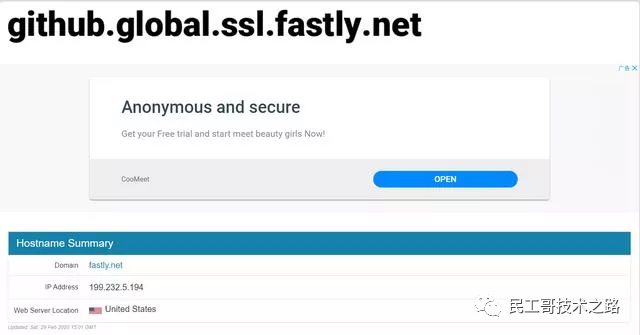 github.global.ssl.fastly.net
广告
Anonymous and secure
Get your Free trial and start meet beauty girls Now!
CooMeet
OPEN
Hostname Summary
Domain fastly.net
IP Address 199.232.5.194
Web Server Location United States
民工哥技术之路
Updated: Sat, 29 Feb 2020 15:01 GMT